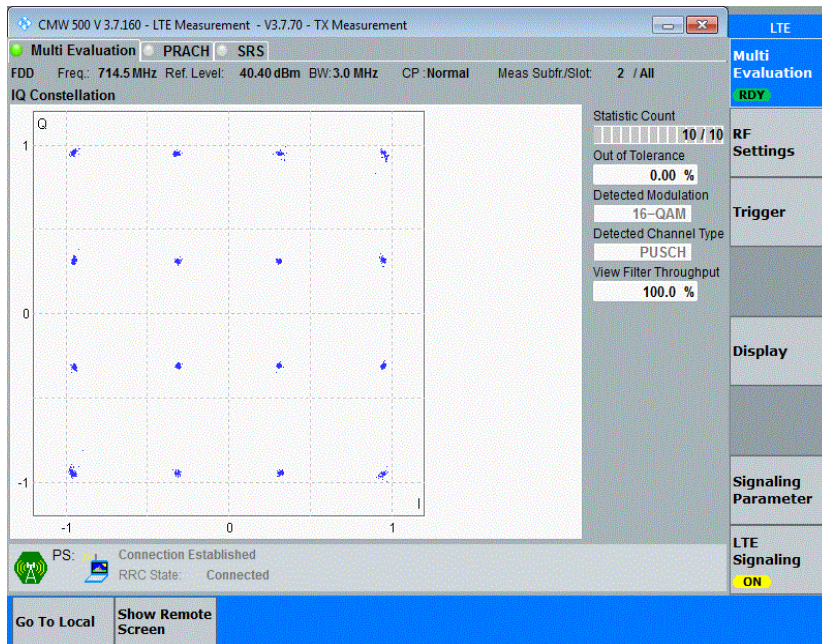 CMW 500 V 3.7.160 - LTE Measurement - V3.7.70 - TX Measurement
LTE
Multi Evaluation PRACH SRS
Multi
Evaluation
RDY
FDD Freq.: 714.5 MHz Ref. Level: 40.40 dBm BW: 3.0 MHz CP : Normal Meas Subfr./Slot: 2 / All
IQ Constellation
Q
1
0
-1
I
-1 0 1
Statistic Count
10 / 10
Out of Tolerance
0.00 %
Detected Modulation
16-QAM
Detected Channel Type
PUSCH
View Filter Throughput
100.0 %
RF
Settings
Trigger
Display
Signaling
Parameter
LTE
Signaling
ON
PS: Connection Established
RRC State: Connected
Go To Local
Show Remote
Screen